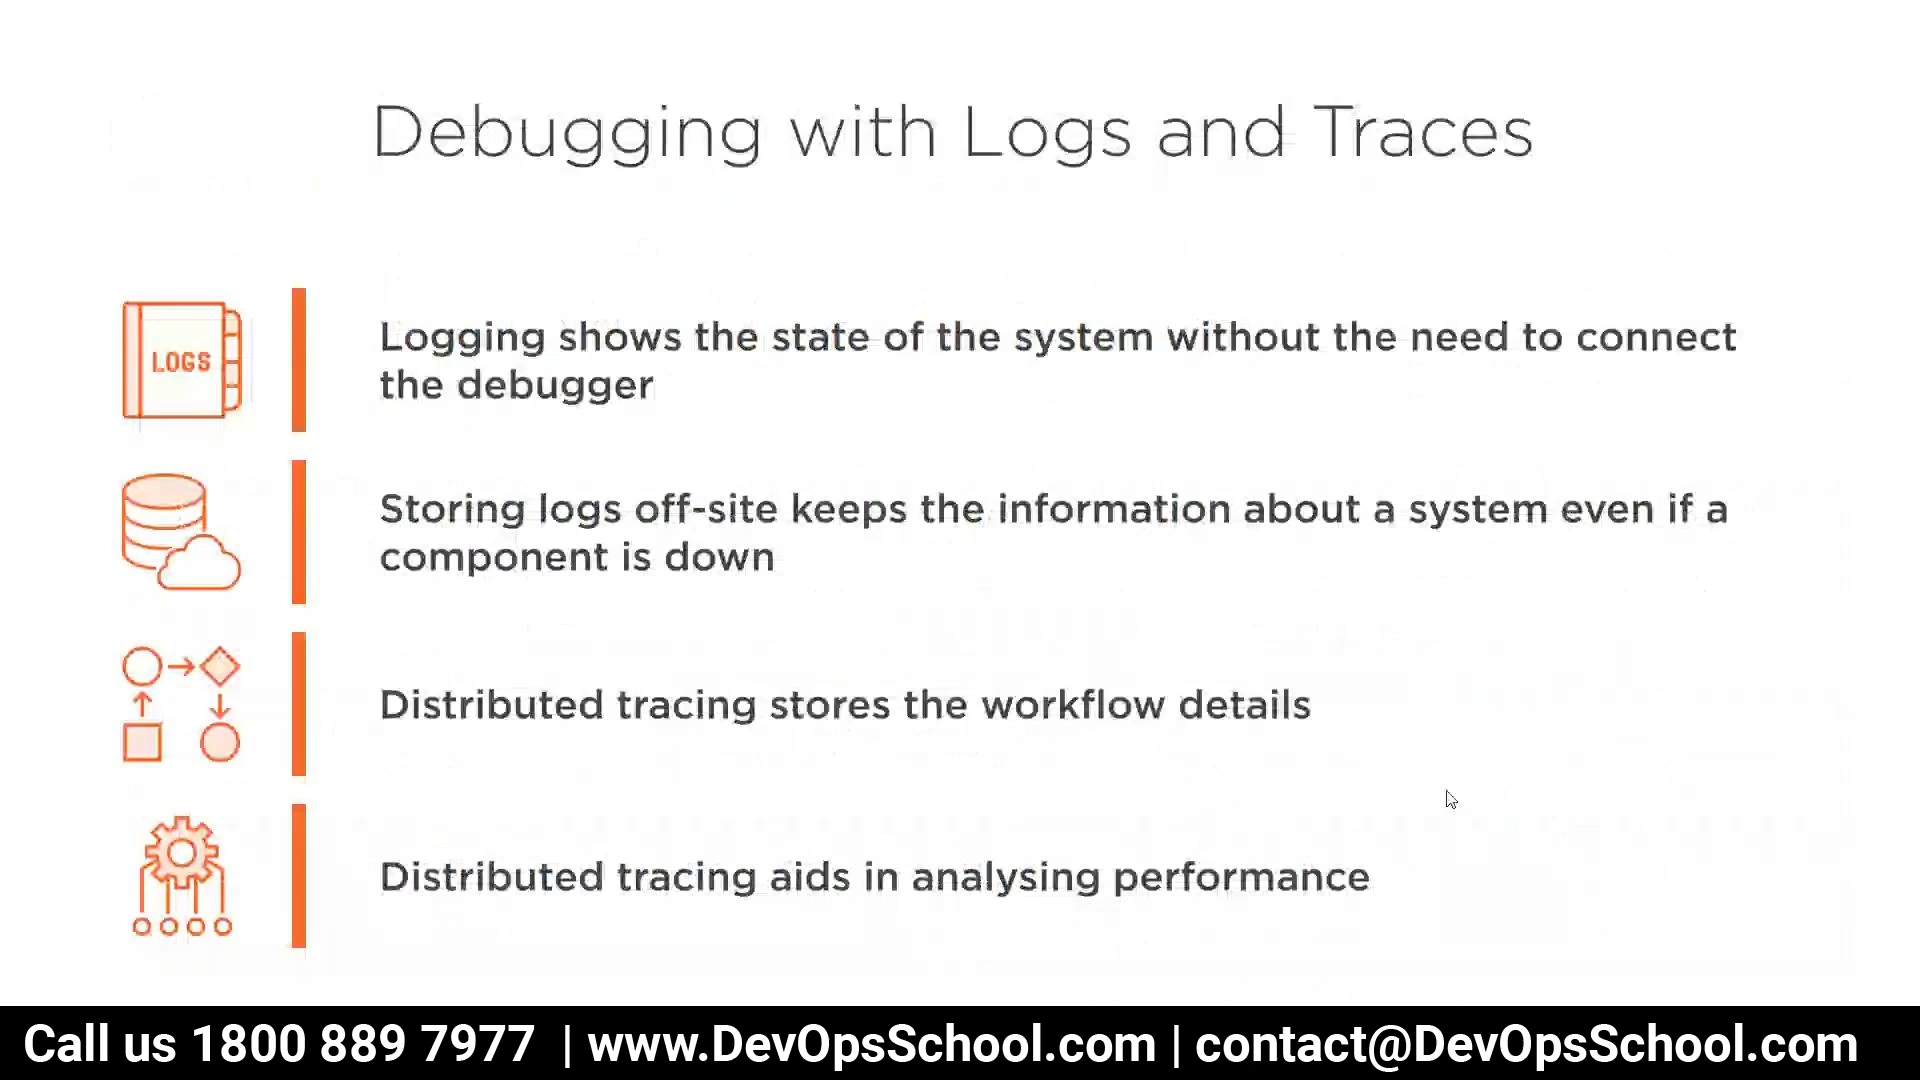 Debugging with Logs and Traces
LOGS
Logging shows the state of the system without the need to connect
the debugger
Storing logs off-site keeps the information about a system even if a
component is down
Distributed tracing stores the workflow details
Distributed tracing aids in analysing performance
Call us 1800 889 7977 | www.DevOpsSchool.com | contact@DevOpsSchool.com